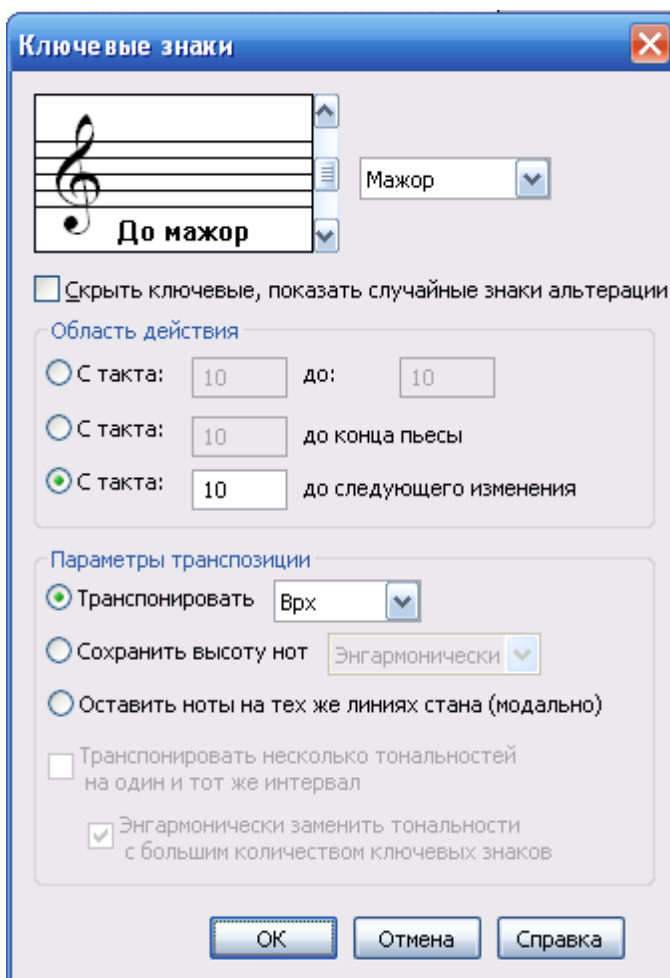 Ключевые знаки
До мажор
Мажор
Скрыть ключевые, показать случайные знаки альтерации
Область действия
С такта: 10 до: 10
С такта: 10 до конца пьесы
С такта: 10 до следующего изменения
Параметры транспозиции
Транспонировать Врх
Сохранить высоту нот Энгармонически
Оставить ноты на тех же линиях стана (модально)
Транспонировать несколько тональностей
на один и тот же интервал
Энгармонически заменить тональности
с большим количеством ключевых знаков
OK Отмена Справка